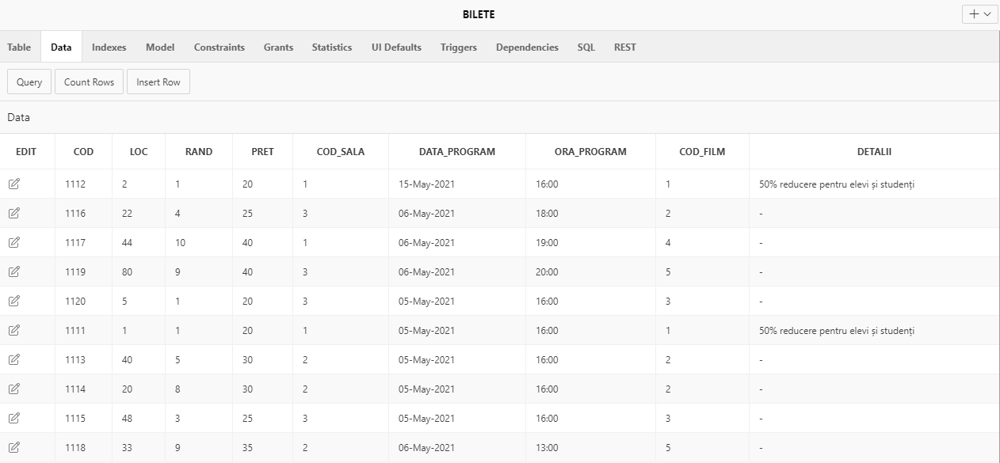 BILETE
Table Data Indexes Model Constraints Grants Statistics UI Defaults Triggers Dependencies SQL REST
Query Count Rows Insert Row
Data
EDIT COD LOC RAND PRET COD_SALA DATA_PROGRAM ORA_PROGRAM COD_FILM DETALII
1112 2 1 20 1 15-May-2021 16:00 1 50% reducere pentru elevi și studenți
1116 22 4 25 3 06-May-2021 18:00 2 -
1117 44 10 40 1 06-May-2021 19:00 4 -
1119 80 9 40 3 06-May-2021 20:00 5 -
1120 5 1 20 3 05-May-2021 16:00 3 -
1111 1 1 20 1 05-May-2021 16:00 1 50% reducere pentru elevi și studenți
1113 40 5 30 2 05-May-2021 16:00 2 -
1114 20 8 30 2 05-May-2021 16:00 2 -
1115 48 3 25 3 05-May-2021 16:00 3 -
1118 33 9 35 2 06-May-2021 13:00 5 -